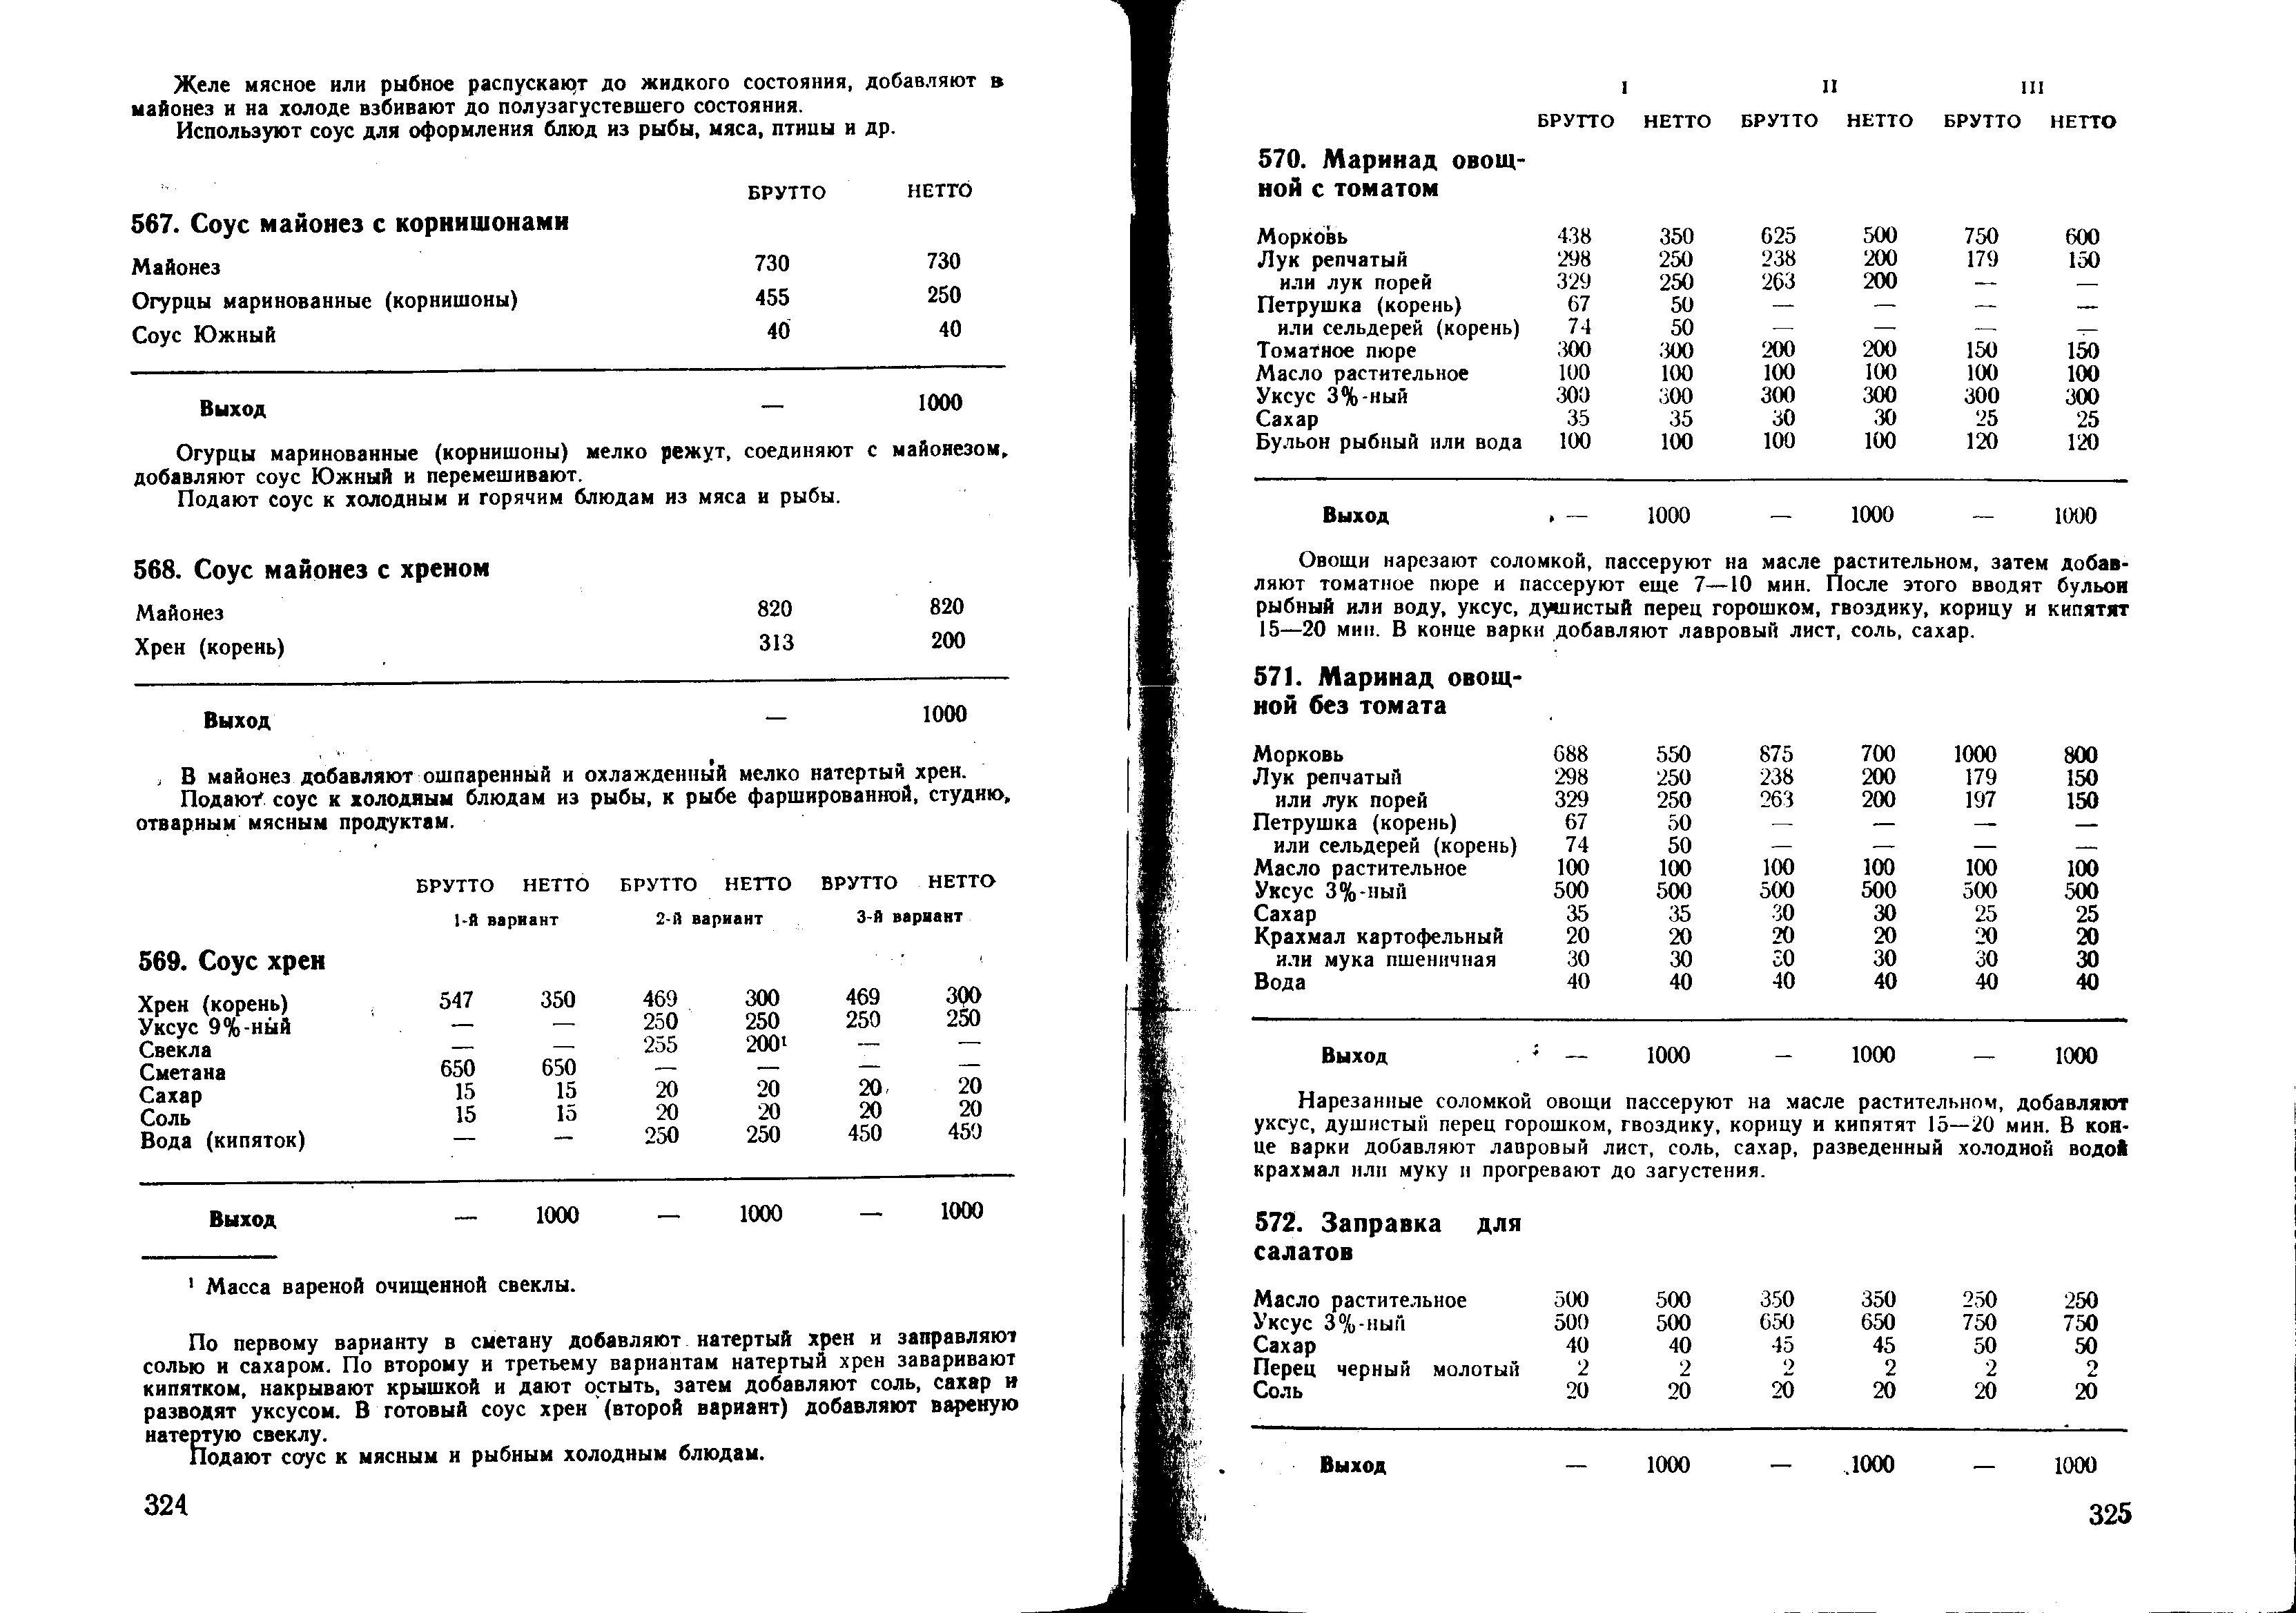 Желе мясное или рыбное распускают до жидкого состояния, добавляют в
майонез и на холоде взбивают до полузагустевшего состояния.
Используют соус для оформления блюд из рыбы, мяса, птицы и др.
БРУТТО НЕТТО
567. Соус майонез с корнишонами
Майонез 730 730
Огурцы маринованные (корнишоны) 455 250
Соус Южный 40 40
Выход — 1000
Огурцы маринованные (корнишоны) мелко режут, соединяют с майонезом,
добавляют соус Южный и перемешивают.
Подают соус к холодным и горячим блюдам из мяса и рыбы.
568. Соус майонез с хреном
Майонез 820 820
Хрен (корень) 313 200
Выход — 1000
В майонез добавляют ошпаренный и охлажденный мелко натертый хрен.
Подают соус к холодным блюдам из рыбы, к рыбе фаршированной, студню,
отварным мясным продуктам.
БРУТТО НЕТТО БРУТТО НЕТТО БРУТТО НЕТТО
1-й вариант 2-й вариант 3-й вариант
569. Соус хрен
Хрен (корень) 547 350 469 300 469 300
Уксус 9%-ный — — 250 250 250 250
Свекла — — 255 200¹ — —
Сметана 650 650 — — — —
Сахар 15 15 20 20 20 20
Соль 15 15 20 20 20 20
Вода (кипяток) — — 250 250 450 450
Выход — 1000 — 1000 — 1000
¹ Масса вареной очищенной свеклы.
По первому варианту в сметану добавляют натертый хрен и заправляют
солью и сахаром. По второму и третьему вариантам натертый хрен заваривают
кипятком, накрывают крышкой и дают остыть, затем добавляют соль, сахар и
разводят уксусом. В готовый соус хрен (второй вариант) добавляют вареную
натертую свеклу.
Подают соус к мясным и рыбным холодным блюдам.
324
I II III
БРУТТО НЕТТО БРУТТО НЕТТО БРУТТО НЕТТО
570. Маринад овощ-
ной с томатом
Морковь 438 350 625 500 750 600
Лук репчатый 298 250 238 200 179 150
или лук порей 329 250 263 200 — —
Петрушка (корень) 67 50 — — — —
или сельдерей (корень) 74 50 — — — —
Томатное пюре 300 300 200 200 150 150
Масло растительное 100 100 100 100 100 100
Уксус 3%-ный 300 300 300 300 300 300
Сахар 35 35 30 30 25 25
Бульон рыбный или вода 100 100 100 100 120 120
Выход — 1000 — 1000 — 1000
Овощи нарезают соломкой, пассеруют на масле растительном, затем добав-
ляют томатное пюре и пассеруют еще 7—10 мин. После этого вводят бульон
рыбный или воду, уксус, душистый перец горошком, гвоздику, корицу и кипятят
15—20 мин. В конце варки добавляют лавровый лист, соль, сахар.
571. Маринад овощ-
ной без томата
Морковь 688 550 875 700 1000 800
Лук репчатый 298 250 238 200 179 150
или лук порей 329 250 263 200 197 150
Петрушка (корень) 67 50 — — — —
или сельдерей (корень) 74 50 — — — —
Масло растительное 100 100 100 100 100 100
Уксус 3%-ный 500 500 500 500 500 500
Сахар 35 35 30 30 25 25
Крахмал картофельный 20 20 20 20 20 20
или мука пшеничная 30 30 30 30 30 30
Вода 40 40 40 40 40 40
Выход — 1000 — 1000 — 1000
Нарезанные соломкой овощи пассеруют на масле растительном, добавляют
уксус, душистый перец горошком, гвоздику, корицу и кипятят 15—20 мин. В кон-
це варки добавляют лавровый лист, соль, сахар, разведенный холодной водой
крахмал или муку и прогревают до загустения.
572. Заправка для
салатов
Масло растительное 500 500 350 350 250 250
Уксус 3%-ный 500 500 650 650 750 750
Сахар 40 40 45 45 50 50
Перец черный молотый 2 2 2 2 2 2
Соль 20 20 20 20 20 20
Выход — 1000 — 1000 — 1000
325